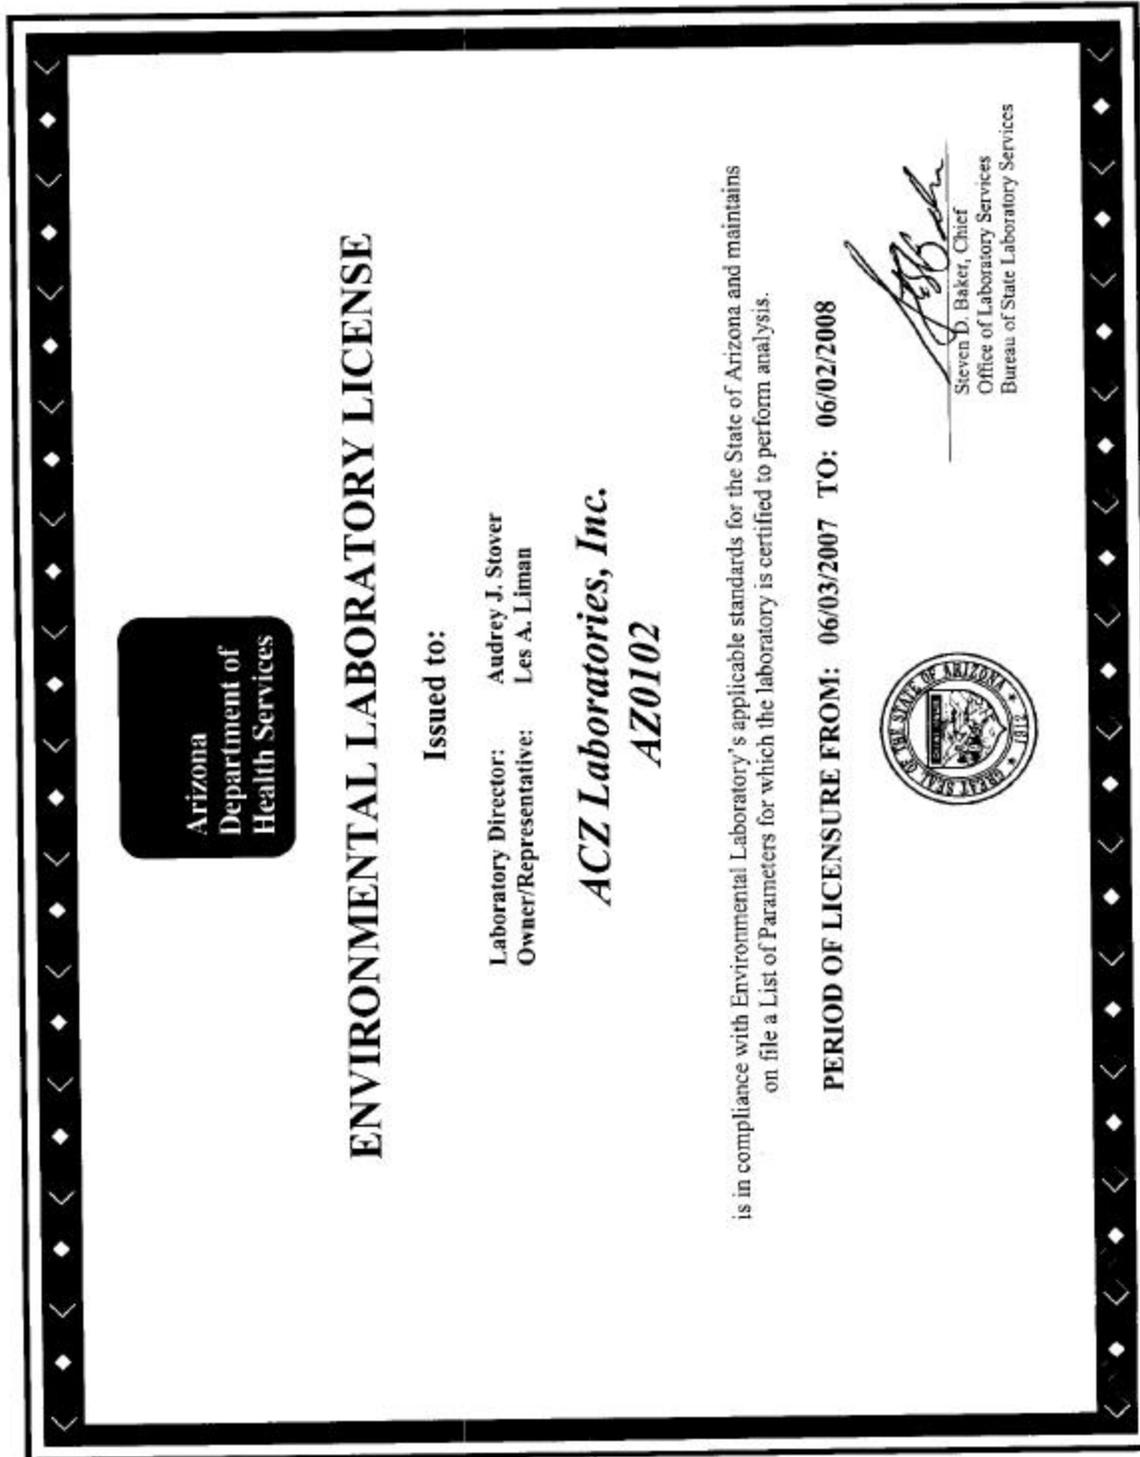 Arizona
Department of
Health Services
ENVIRONMENTAL LABORATORY LICENSE
Issued to:
Laboratory Director: Audrey J. Stover
Owner/Representative: Les A. Liman
ACZ Laboratories, Inc.
AZ0102
is in compliance with Environmental Laboratory's applicable standards for the State of Arizona and maintains
on file a List of Parameters for which the laboratory is certified to perform analysis.
PERIOD OF LICENSURE FROM: 06/03/2007 TO: 06/02/2008
GREAT SEAL OF THE STATE OF ARIZONA
1912
Steven D. Baker, Chief
Office of Laboratory Services
Bureau of State Laboratory Services